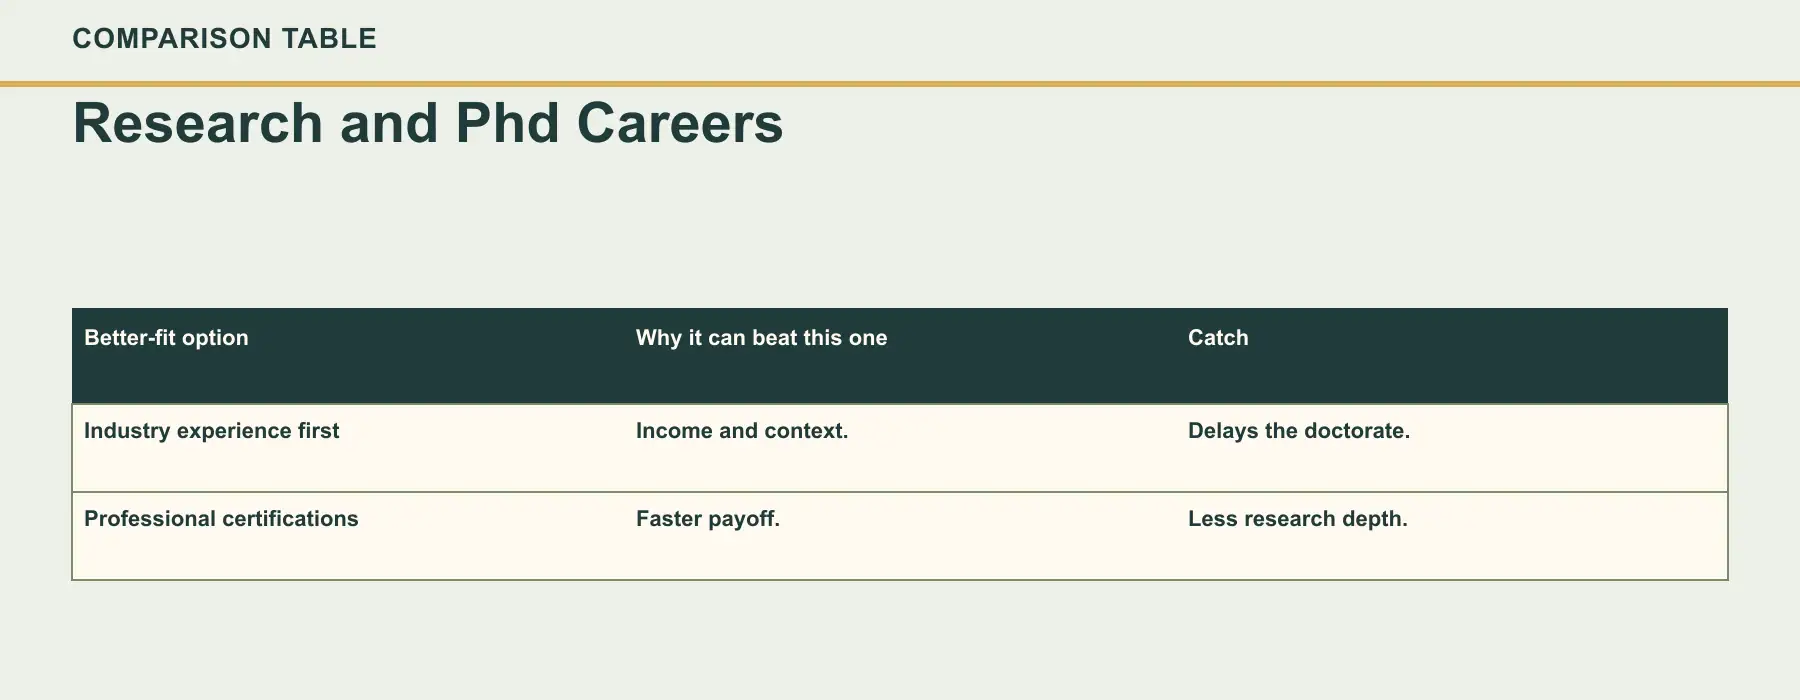 COMPARISON TABLE
Research and Phd Careers
Better-fit option Why it can beat this one Catch
Industry experience first Income and context. Delays the doctorate.
Professional certifications Faster payoff. Less research depth.